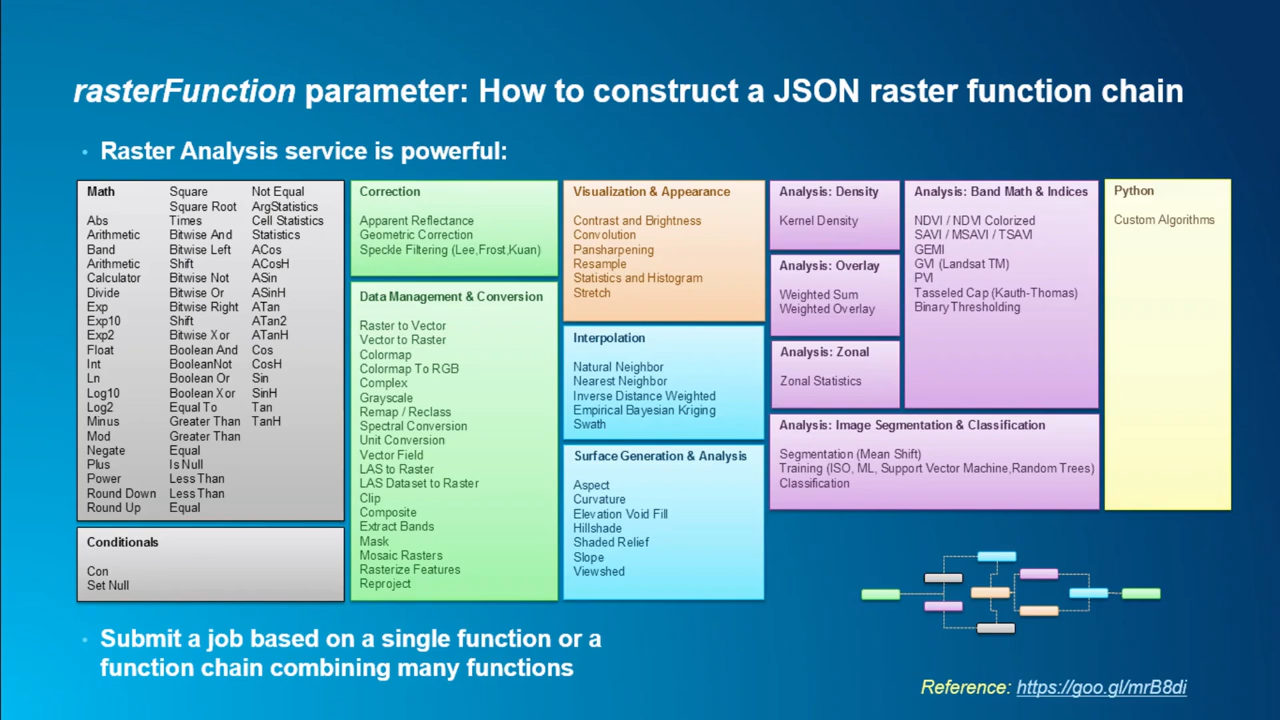 rasterFunction parameter: How to construct a JSON raster function chain
• Raster Analysis service is powerful:
Math
Abs
Arithmetic
Band
Arithmetic
Calculator
Divide
Exp
Exp10
Exp2
Float
Int
Ln
Log10
Log2
Minus
Mod
Negate
Plus
Power
Round Down
Round Up
Square
Square Root
Times
Bitwise And
Bitwise Left
Shift
Bitwise Not
Bitwise Or
Bitwise Right
Shift
Bitwise Xor
Boolean And
BooleanNot
Boolean Or
Boolean Xor
Equal To
Greater Than
Greater Than
Equal
Is Null
Less Than
Less Than
Equal
Not Equal
ArgStatistics
Cell Statistics
Statistics
ACos
ACosH
ASin
ASinH
ATan
ATan2
ATanH
Cos
CosH
Sin
SinH
Tan
TanH
Conditionals
Con
Set Null
Correction
Apparent Reflectance
Geometric Correction
Speckle Filtering (Lee,Frost,Kuan)
Data Management & Conversion
Raster to Vector
Vector to Raster
Colormap
Colormap To RGB
Complex
Grayscale
Remap / Reclass
Spectral Conversion
Unit Conversion
Vector Field
LAS to Raster
LAS Dataset to Raster
Clip
Composite
Extract Bands
Mask
Mosaic Rasters
Rasterize Features
Reproject
Visualization & Appearance
Contrast and Brightness
Convolution
Pansharpening
Resample
Statistics and Histogram
Stretch
Interpolation
Natural Neighbor
Nearest Neighbor
Inverse Distance Weighted
Empirical Bayesian Kriging
Swath
Surface Generation & Analysis
Aspect
Curvature
Elevation Void Fill
Hillshade
Shaded Relief
Slope
Viewshed
Analysis: Density
Kernel Density
Analysis: Overlay
Weighted Sum
Weighted Overlay
Analysis: Zonal
Zonal Statistics
Analysis: Band Math & Indices
NDVI / NDVI Colorized
SAVI / MSAVI / TSAVI
GEMI
GVI (Landsat TM)
PVI
Tasseled Cap (Kauth-Thomas)
Binary Thresholding
Analysis: Image Segmentation & Classification
Segmentation (Mean Shift)
Training (ISO, ML, Support Vector Machine,Random Trees)
Classification
Python
Custom Algorithms
• Submit a job based on a single function or a
function chain combining many functions
Reference: https://goo.gl/mrB8di